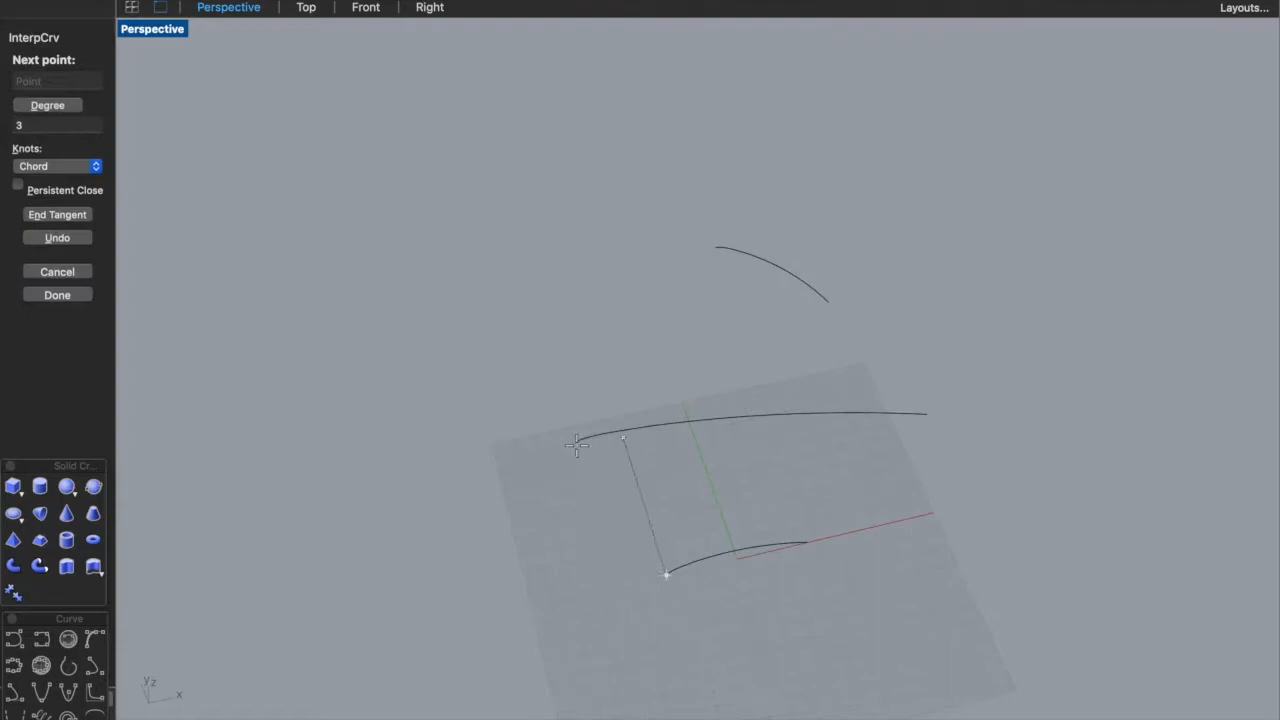 Perspective Top Front Right Layouts...
Perspective
InterpCrv
Next point:
Point
Degree
3
Knots:
Chord
Persistent Close
End Tangent
Undo
Cancel
Done
Solid Cr...
Curve
y z x